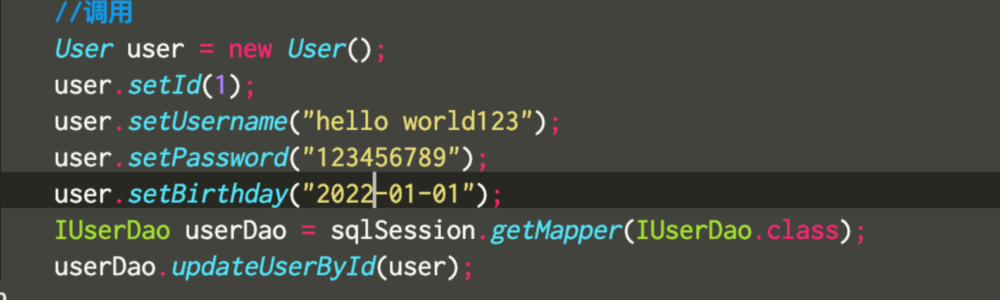 //调用
User user = new User();
user.setId(1);
user.setUsername("hello world123");
user.setPassword("123456789");
user.setBirthday("2022-01-01");
IUserDao userDao = sqlSession.getMapper(IUserDao.class);
userDao.updateUserById(user);